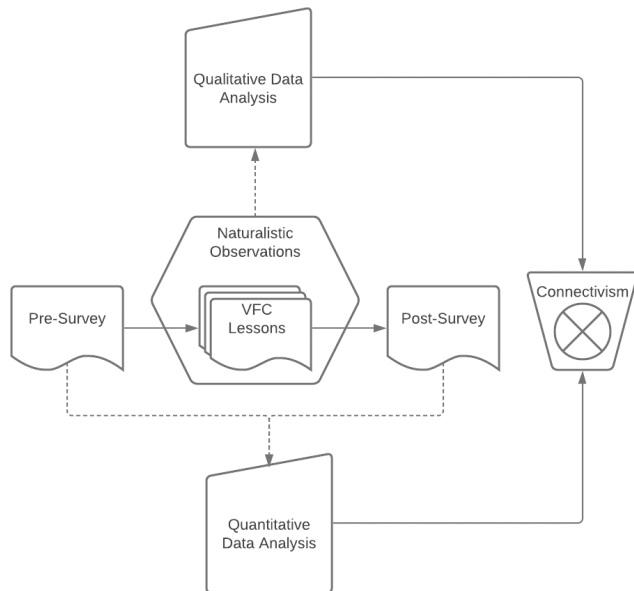 Qualitative Data
Analysis
Naturalistic
Observations
Pre-Survey
VFC
Lessons
Post-Survey
Connectivism
Quantitative
Data Analysis